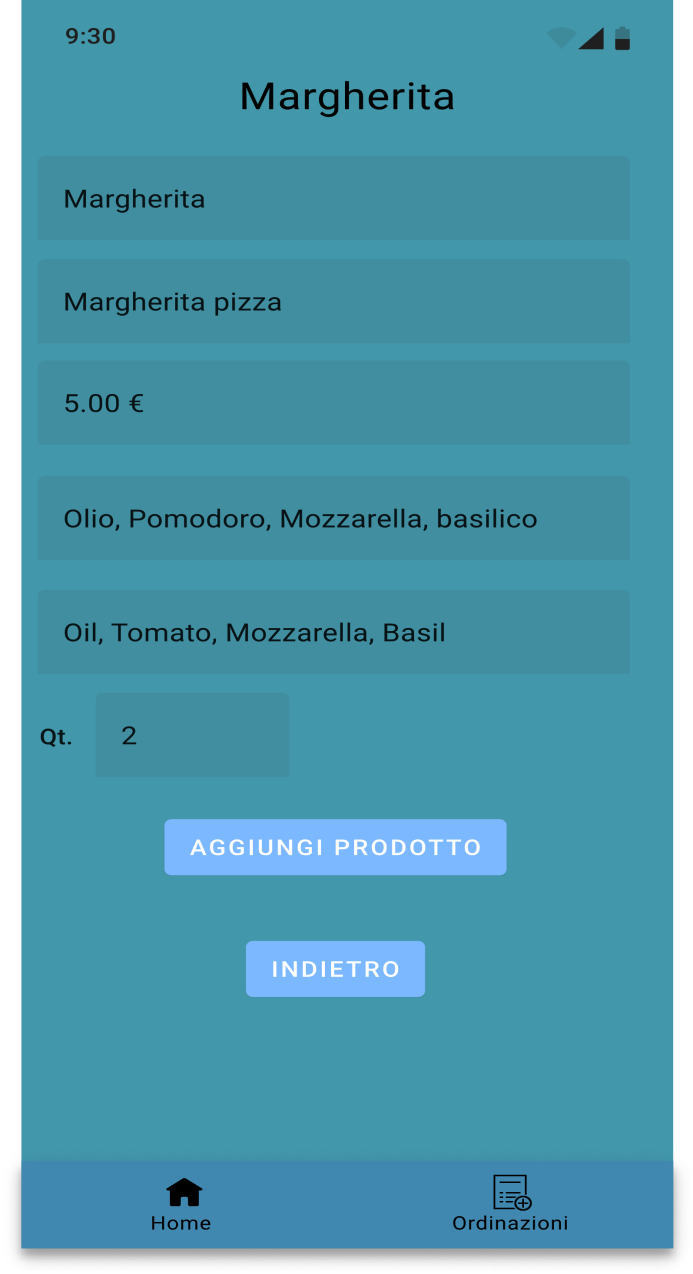 9:30
Margherita
Margherita
Margherita pizza
5.00 €
Olio, Pomodoro, Mozzarella, basilico
Oil, Tomato, Mozzarella, Basil
Qt. 2
AGGIUNGI PRODOTTO
INDIETRO
Home Ordinazioni